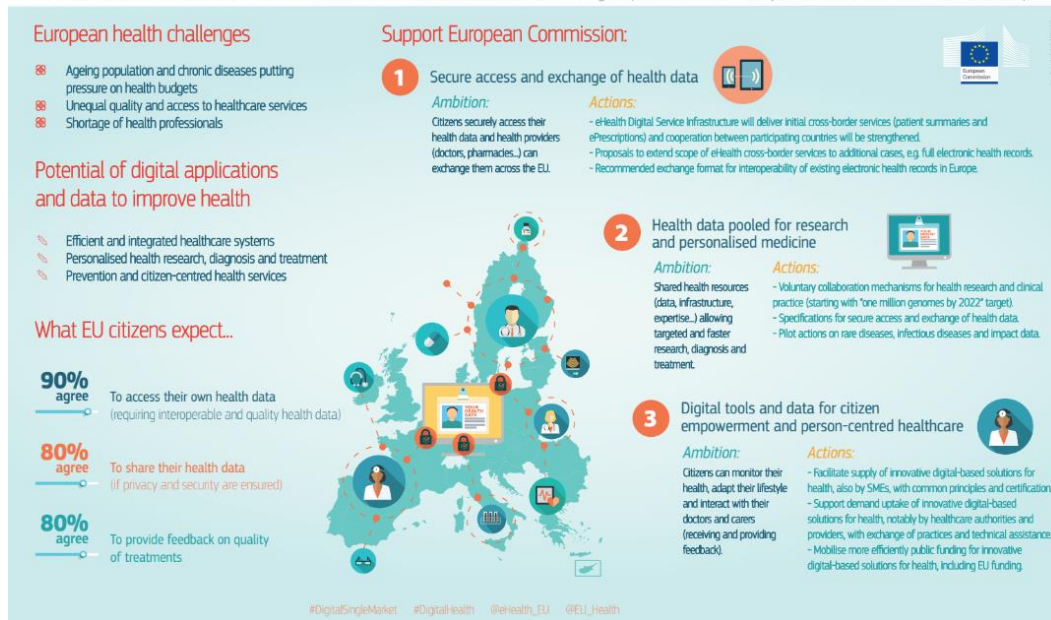 European health challenges
Ageing population and chronic diseases putting
pressure on health budgets
Unequal quality and access to healthcare services
Shortage of health professionals
Potential of digital applications
and data to improve health
Efficient and integrated healthcare systems
Personalised health research, diagnosis and treatment
Prevention and citizen-centred health services
What EU citizens expect...
90%
agree
To access their own health data
(requiring interoperable and quality health data)
80%
agree
To share their health data
(if privacy and security are ensured)
80%
agree
To provide feedback on quality
of treatments
Support European Commission:
1
Secure access and exchange of health data
Ambition:
Citizens securely access their
health data and health providers
(doctors, pharmacies...) can
exchange them across the EU.
Actions:
- eHealth Digital Service Infrastructure will deliver initial cross-border services (patient summaries and
ePrescriptions) and cooperation between participating countries will be strengthened.
- Proposals to extend scope of eHealth cross-border services to additional cases, e.g. full electronic health records.
- Recommended exchange format for interoperability of existing electronic health records in Europe.
European
Commission
2
Health data pooled for research
and personalised medicine
Ambition:
Shared health resources
(data, infrastructure,
expertise...) allowing
targeted and faster
research, diagnosis and
treatment.
Actions:
- Voluntary collaboration mechanisms for health research and clinical
practice (starting with "one million genomes by 2022" target).
- Specifications for secure access and exchange of health data.
- Pilot actions on rare diseases, infectious diseases and impact data.
3
Digital tools and data for citizen
empowerment and person-centred healthcare
Ambition:
Citizens can monitor their
health, adapt their lifestyle
and interact with their
doctors and carers
(receiving and providing
feedback).
Actions:
- Facilitate supply of innovative digital-based solutions for
health, also by SMEs, with common principles and certification
- Support demand uptake of innovative digital-based
solutions for health, notably by healthcare authorities and
providers, with exchange of practices and technical assistance
- Mobilise more efficiently public funding for innovative
digital-based solutions for health, including EU funding.
YOUR
HEALTH
DATA
#DigitalSingleMarket #DigitalHealth @eHealth_EU @EU_Health